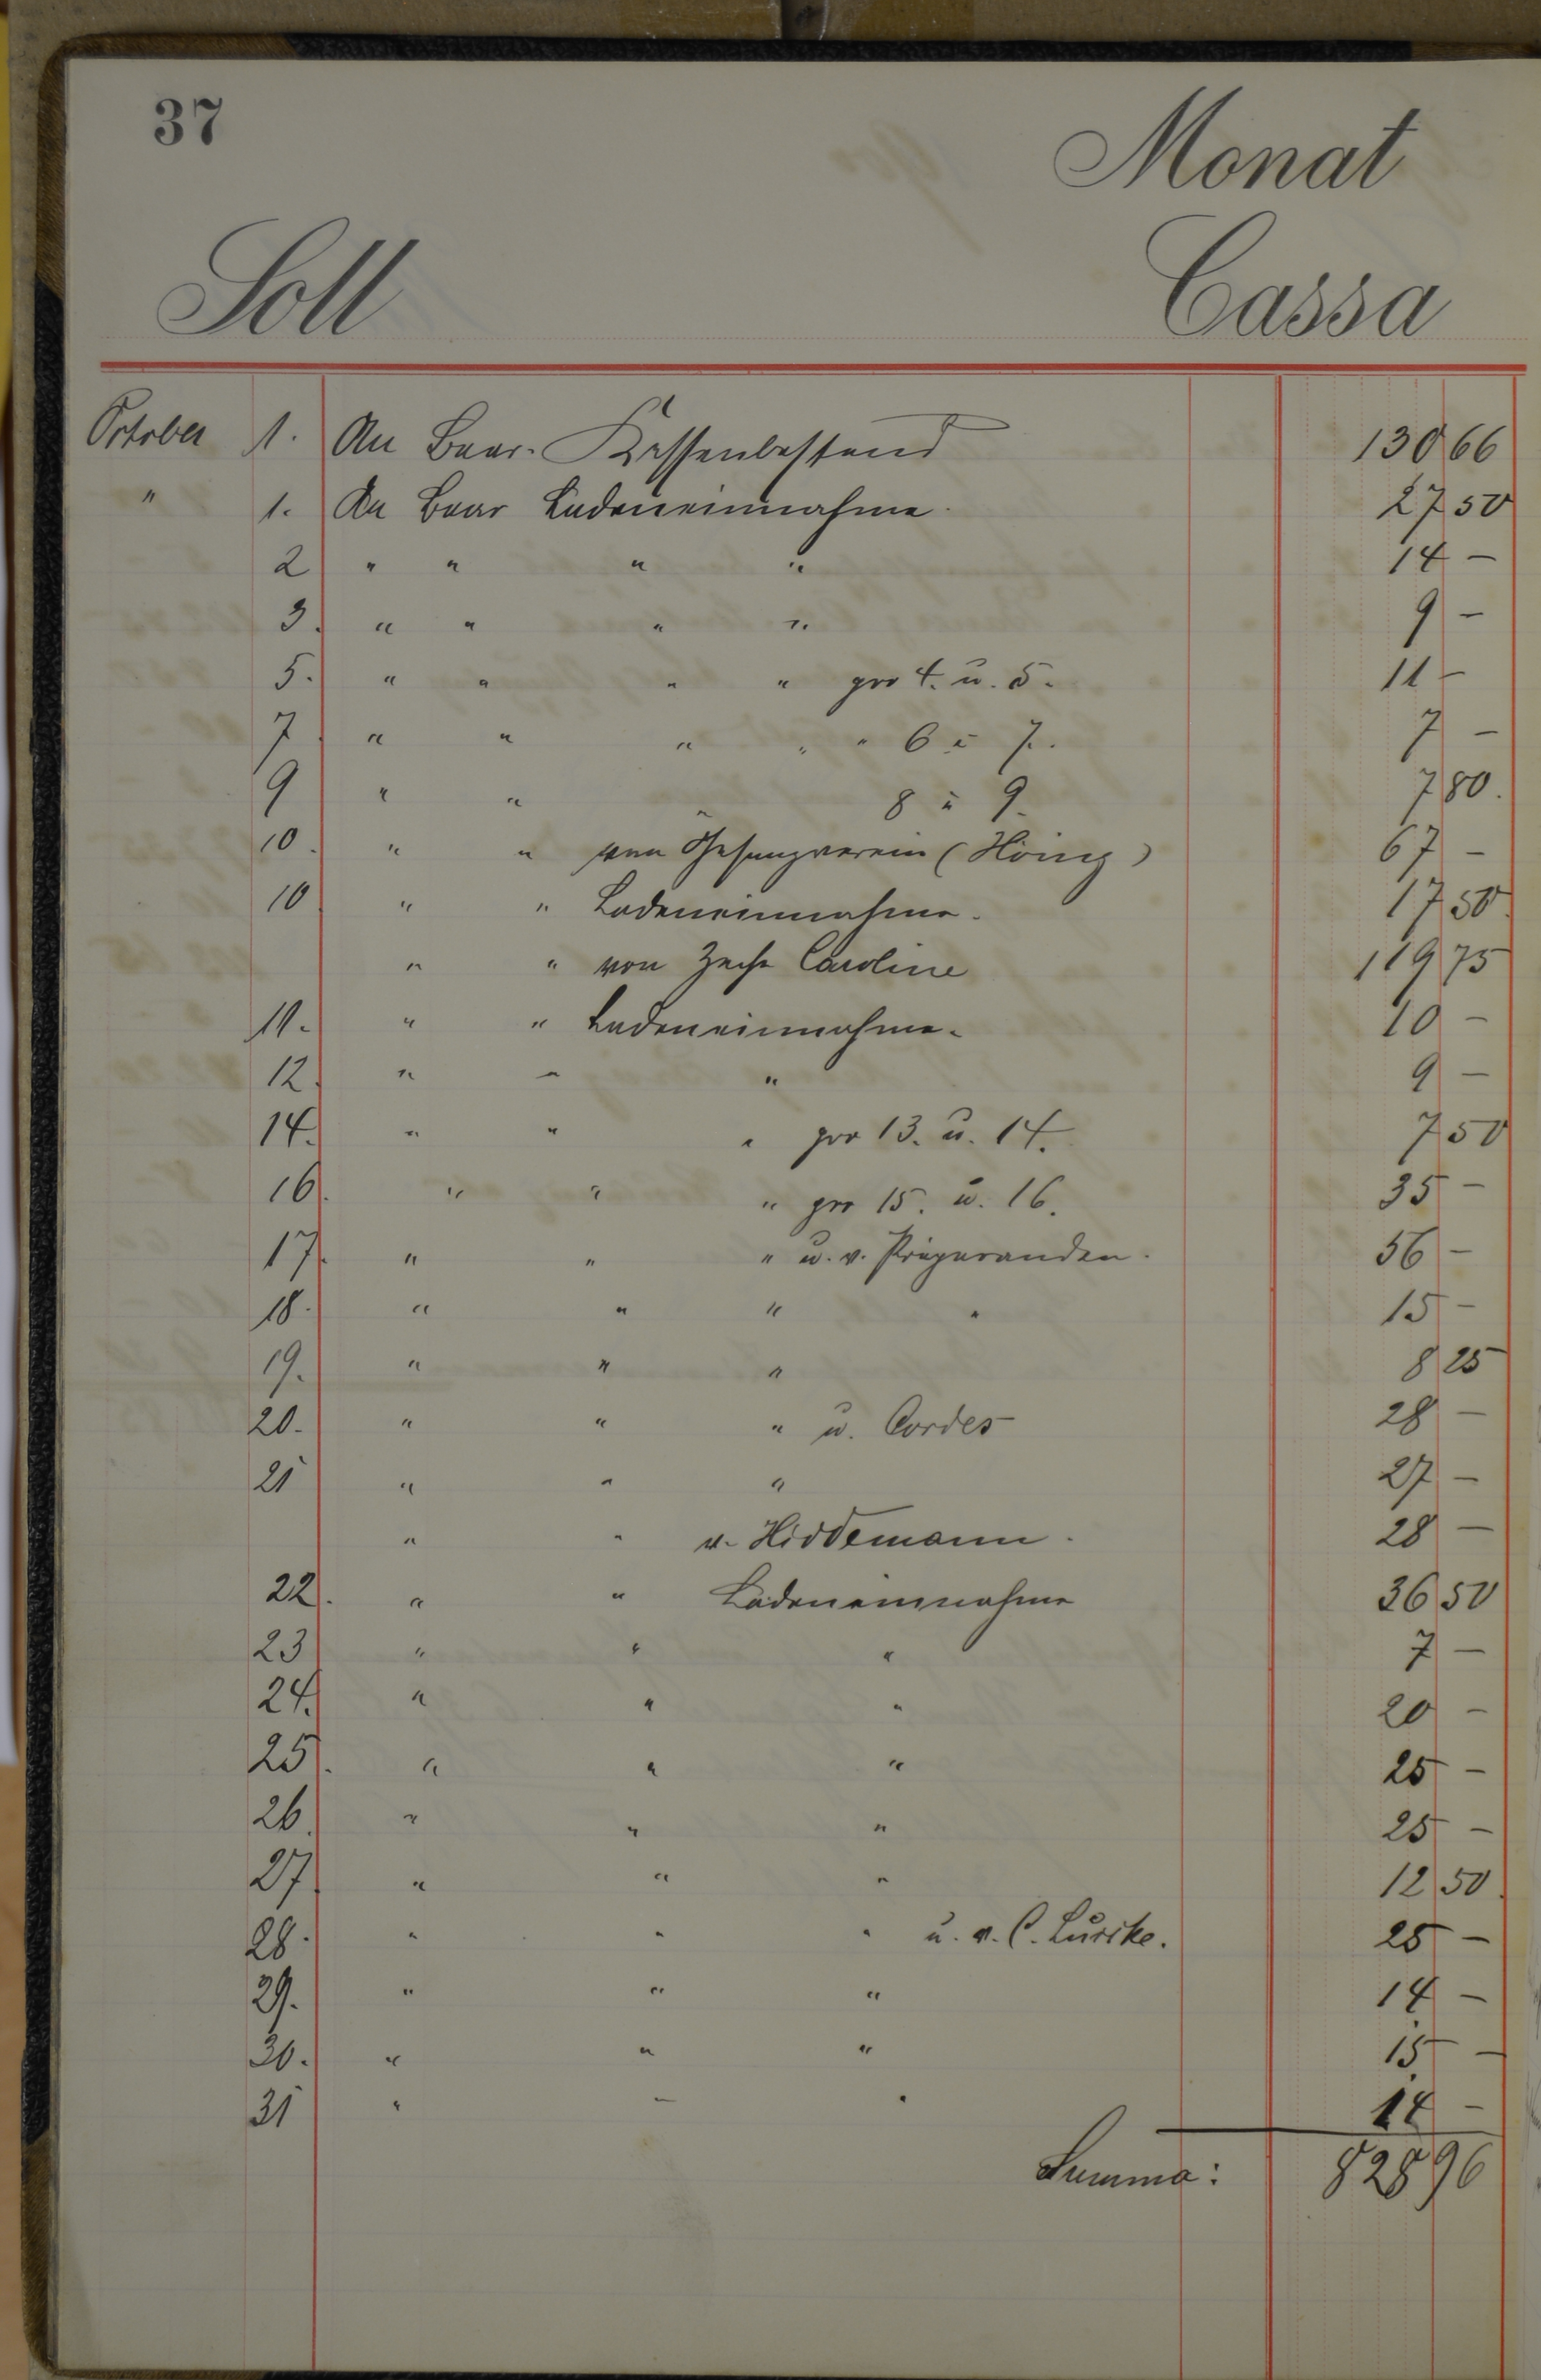 37
Monat
Soll Cassa
October 1. An Baar-Kassenbestand 130 66
" 1. An Baar Ladeneinnahme. 27 50
2 " " " " 14 –
3. " " " " 9 –
5. " " " " pro 4. u. 5. 11 –
7 " " " " " 6 u 7. 7 –
9 " " " 8 u 9. 7 80.
10. " " von Gesangverein (Hönig) 67 –
10 " " Ladeneinnahme. 17 50
" " von Zeche Caroline 119 75
11. " " Ladeneinnahme. 10 –
12. " " " 9 –
14. " " " pro 13. u. 14. 7 50
16. " " " pro 15. u. 16. 35 –
17. " " " u. v. Präparanden. 56 –
18. " " " " 15 –
19. " " " 8 25
20. " " " u. Cordes 28 –
21 " " " 27 –
" " v. Hiddemann. 28 –
22. " " Ladeneinnahme 36 50
23 " " " 7 –
24. " " " 20 –
25. " " " 25 –
26. " " " 25 –
27. " " " 12 50.
28. " " " u. v. C. 25 –
29. " " " 14 –
30. " " " 15 –
31 " " " 14 –
Summa: 828 96